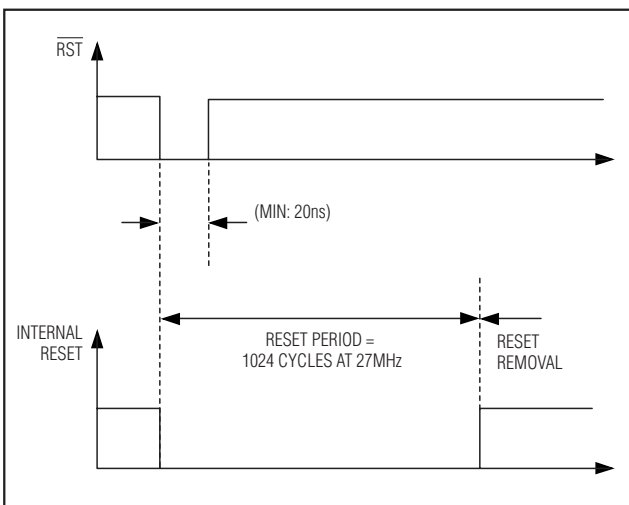 RST
(MIN: 20ns)
INTERNAL
RESET
RESET PERIOD =
1024 CYCLES AT 27MHz
RESET
REMOVAL